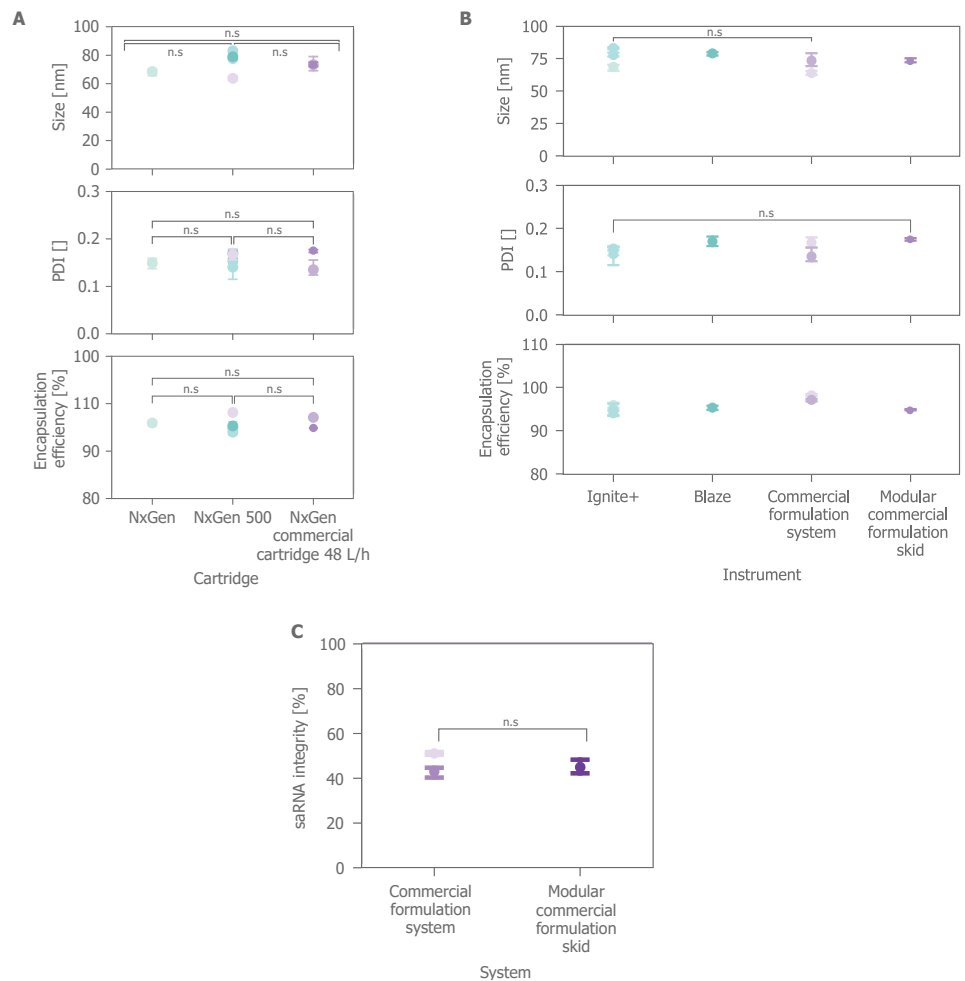 A
100
80
60
40
20
0
Size [nm]
n.s
n.s
n.s
0.3
0.2
0.1
0.0
PDI []
n.s
n.s
n.s
100
110
90
80
Encapsulation
efficiency [%]
n.s
n.s
n.s
NxGen
NxGen 500
NxGen
commercial
cartridge 48 L/h
Cartridge
B
100
75
50
25
0
Size [nm]
n.s
0.3
0.2
0.1
0.0
PDI []
n.s
110
100
90
80
Encapsulation
efficiency [%]
Ignite+
Blaze
Commercial
formulation
system
Modular
commercial
formulation
skid
Instrument
C
100
80
60
40
20
0
saRNA integrity [%]
n.s
Commercial
formulation
system
Modular
commercial
formulation
skid
System